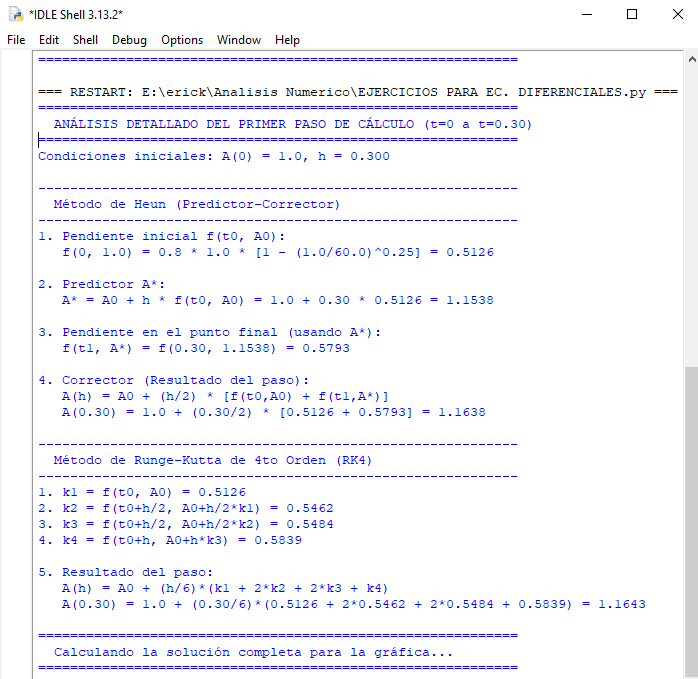 *IDLE Shell 3.13.2*
File Edit Shell Debug Options Window Help
============================================================
=== RESTART: E:\erick\Analisis Numerico\EJERCICIOS PARA EC. DIFERENCIALES.py ===
============================================================
ANÁLISIS DETALLADO DEL PRIMER PASO DE CÁLCULO (t=0 a t=0.30)
============================================================
Condiciones iniciales: A(0) = 1.0, h = 0.300
------------------------------------------------------------
Método de Heun (Predictor-Corrector)
------------------------------------------------------------
1. Pendiente inicial f(t0, A0):
f(0, 1.0) = 0.8 * 1.0 * [1 - (1.0/60.0)^0.25] = 0.5126
2. Predictor A*:
A* = A0 + h * f(t0, A0) = 1.0 + 0.30 * 0.5126 = 1.1538
3. Pendiente en el punto final (usando A*):
f(t1, A*) = f(0.30, 1.1538) = 0.5793
4. Corrector (Resultado del paso):
A(h) = A0 + (h/2) * [f(t0,A0) + f(t1,A*)]
A(0.30) = 1.0 + (0.30/2) * [0.5126 + 0.5793] = 1.1638
------------------------------------------------------------
Método de Runge-Kutta de 4to Orden (RK4)
------------------------------------------------------------
1. k1 = f(t0, A0) = 0.5126
2. k2 = f(t0+h/2, A0+h/2*k1) = 0.5462
3. k3 = f(t0+h/2, A0+h/2*k2) = 0.5484
4. k4 = f(t0+h, A0+h*k3) = 0.5839
5. Resultado del paso:
A(h) = A0 + (h/6)*(k1 + 2*k2 + 2*k3 + k4)
A(0.30) = 1.0 + (0.30/6)*(0.5126 + 2*0.5462 + 2*0.5484 + 0.5839) = 1.1643
============================================================
Calculando la solución completa para la gráfica...
============================================================